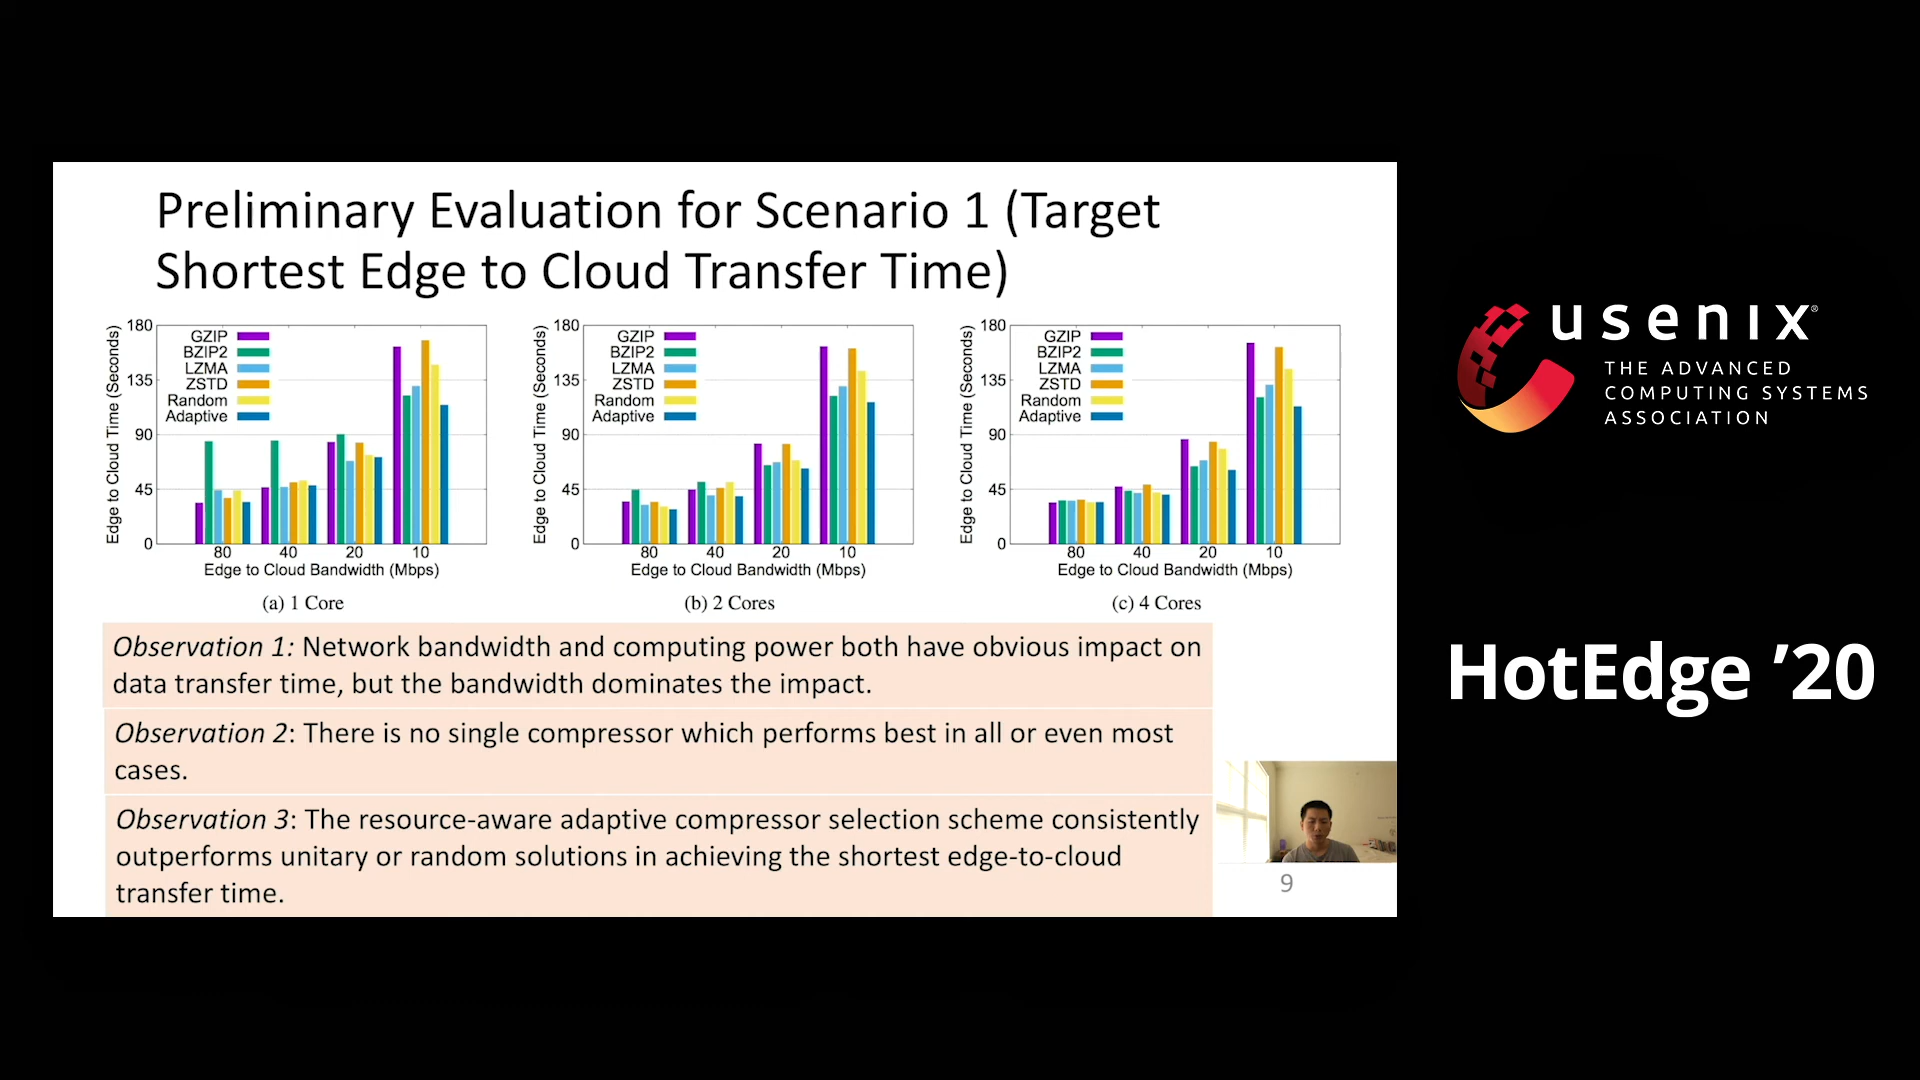 Preliminary Evaluation for Scenario 1 (Target
Shortest Edge to Cloud Transfer Time)
Edge to Cloud Time (Seconds)
180
135
90
45
0
GZIP
BZIP2
LZMA
ZSTD
Random
Adaptive
80 40 20 10
Edge to Cloud Bandwidth (Mbps)
(a) 1 Core
Edge to Cloud Time (Seconds)
180
135
90
45
0
GZIP
BZIP2
LZMA
ZSTD
Random
Adaptive
80 40 20 10
Edge to Cloud Bandwidth (Mbps)
(b) 2 Cores
Edge to Cloud Time (Seconds)
180
135
90
45
0
GZIP
BZIP2
LZMA
ZSTD
Random
Adaptive
80 40 20 10
Edge to Cloud Bandwidth (Mbps)
(c) 4 Cores
Observation 1: Network bandwidth and computing power both have obvious impact on
data transfer time, but the bandwidth dominates the impact.
Observation 2: There is no single compressor which performs best in all or even most
cases.
Observation 3: The resource-aware adaptive compressor selection scheme consistently
outperforms unitary or random solutions in achieving the shortest edge-to-cloud
transfer time.
9
usenix®
THE ADVANCED
COMPUTING SYSTEMS
ASSOCIATION
HotEdge ’20